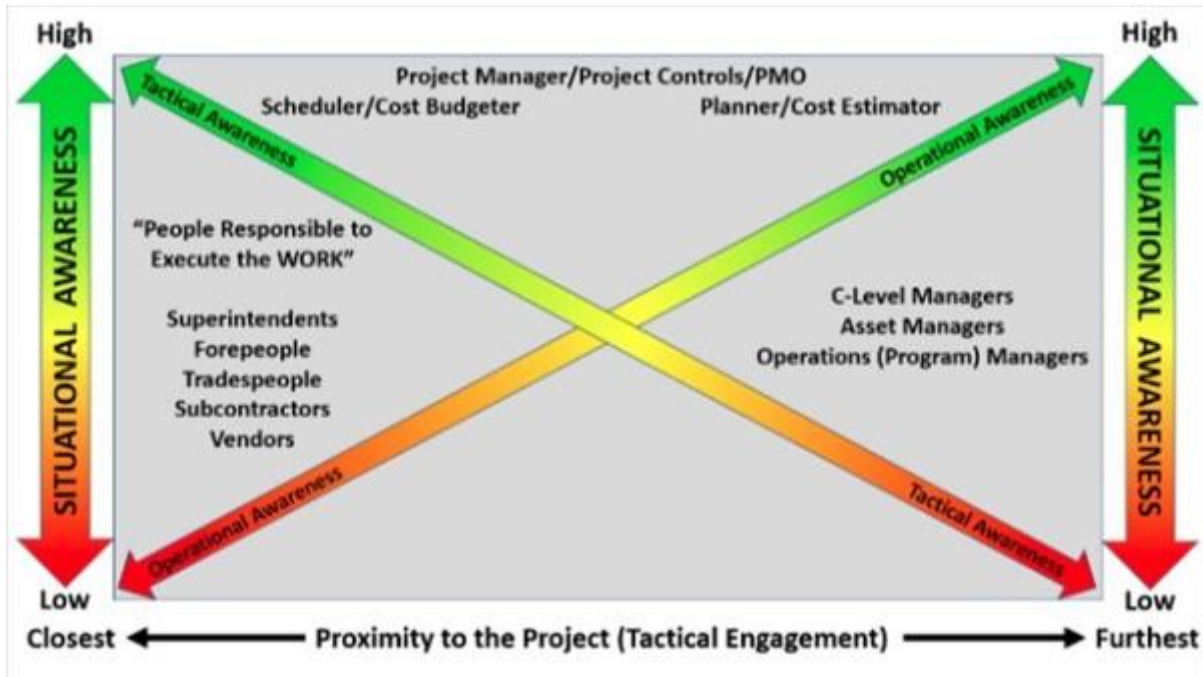 High
High
Project Manager/Project Controls/PMO
Scheduler/Cost Budgeter
Planner/Cost Estimator
Tactical Awareness
Operational Awareness
SITUATIONAL AWARENESS
SITUATIONAL AWARENESS
“People Responsible to
Execute the WORK”
Superintendents
Forepeople
Tradespeople
Subcontractors
Vendors
C-Level Managers
Asset Managers
Operations (Program) Managers
Operational Awareness
Tactical Awareness
Low
Low
Closest
Proximity to the Project (Tactical Engagement)
Furthest